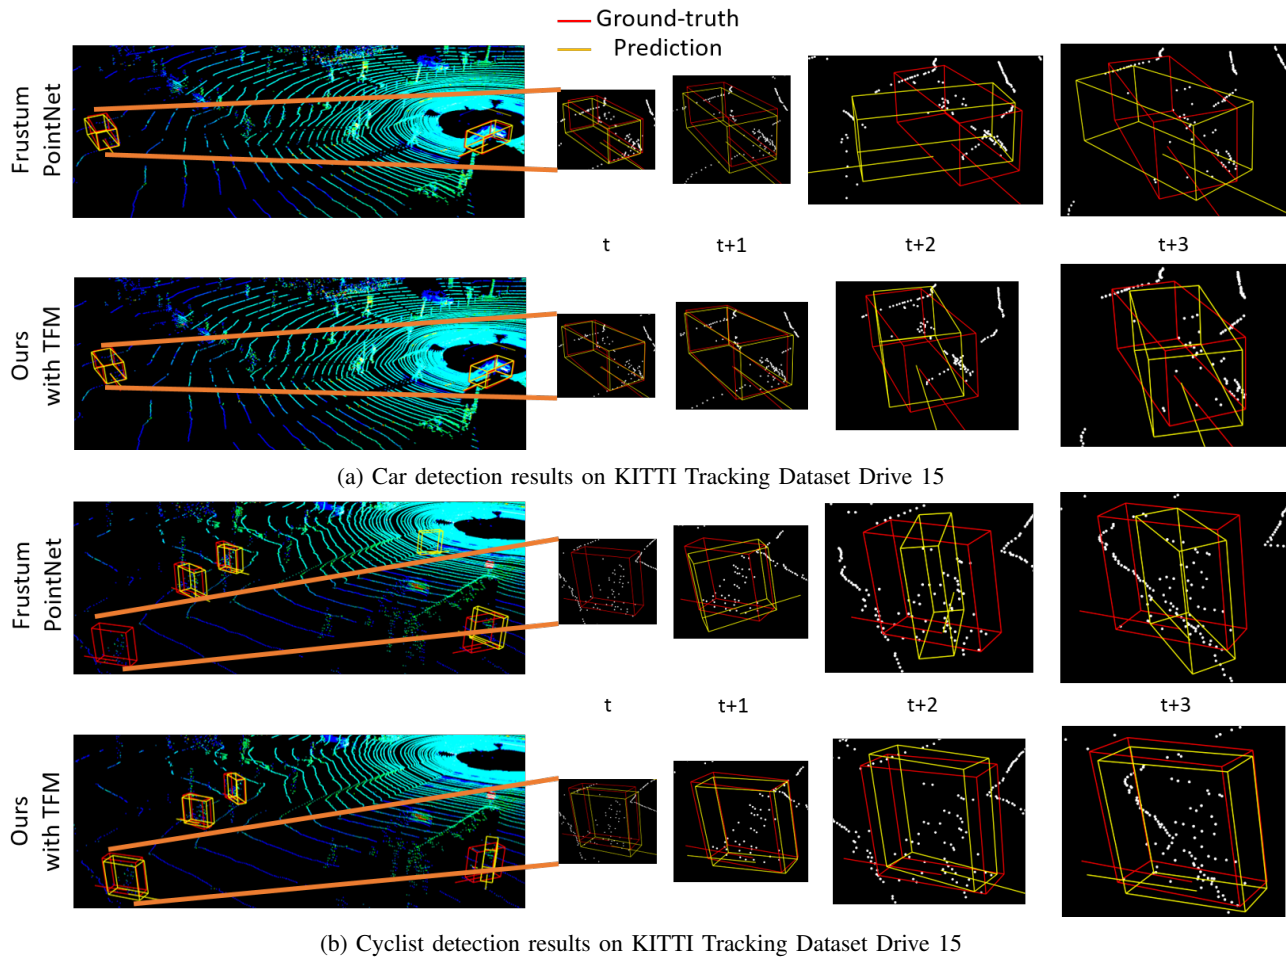 Ground-truth
Prediction
Frustum
PointNet
t
t+1
t+2
t+3
Ours
with TFM
(a) Car detection results on KITTI Tracking Dataset Drive 15
Frustum
PointNet
t
t+1
t+2
t+3
Ours
with TFM
(b) Cyclist detection results on KITTI Tracking Dataset Drive 15